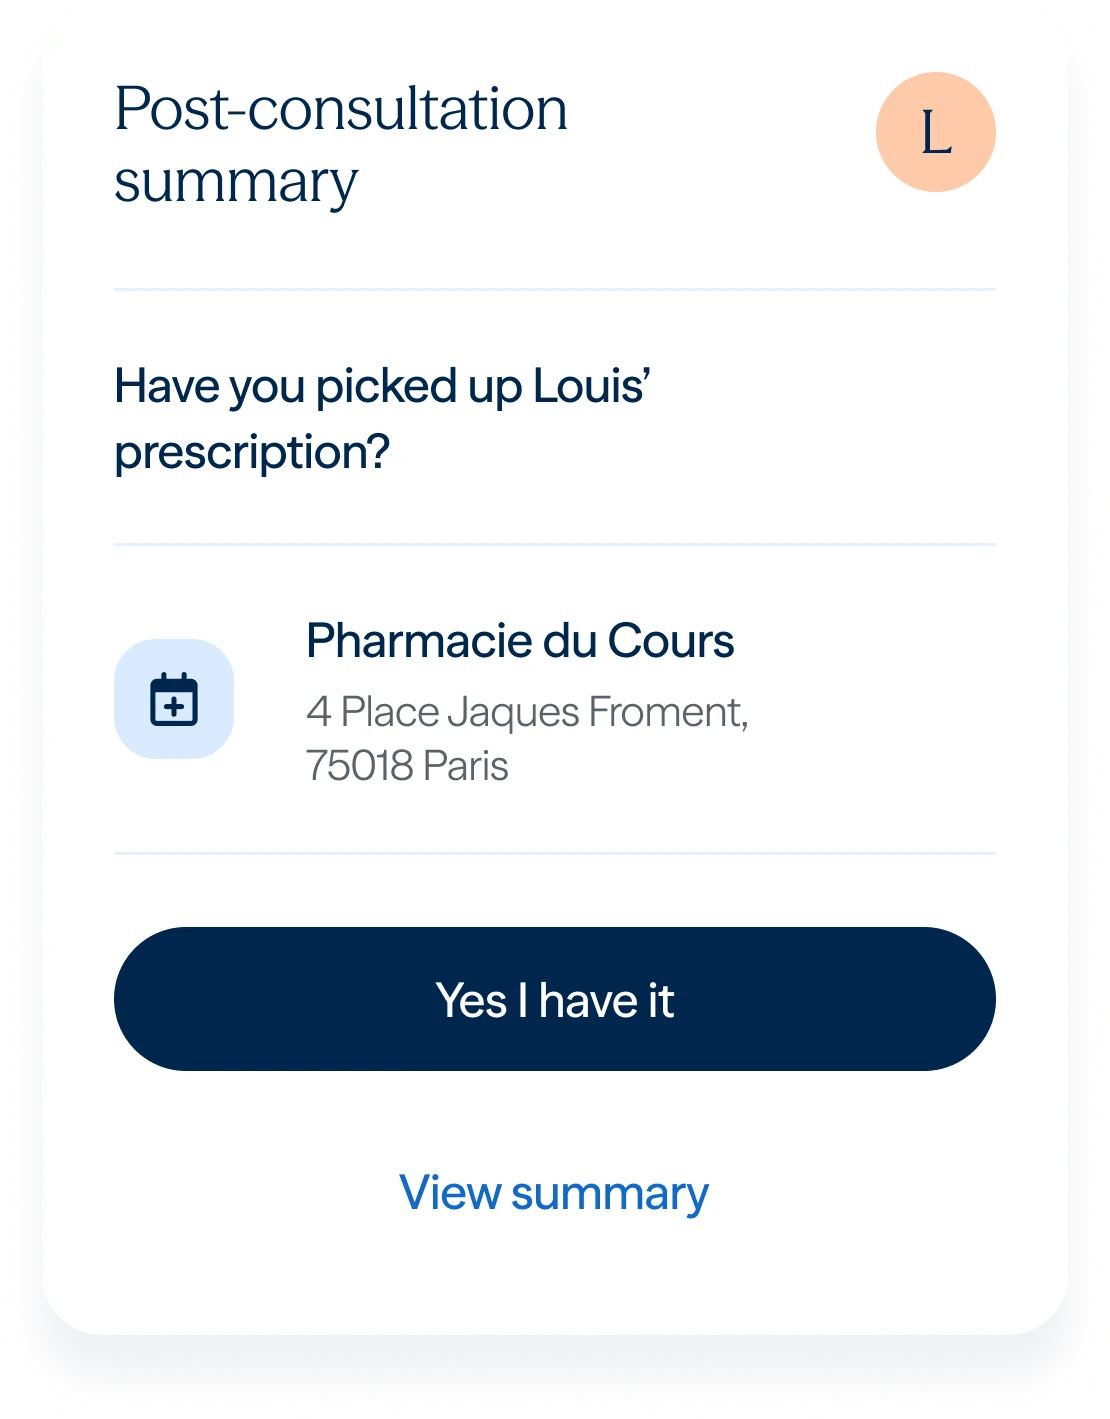 Post-consultation
summary
L
Have you picked up Louis’
prescription?
Pharmacie du Cours
4 Place Jaques Froment,
75018 Paris
Yes I have it
View summary